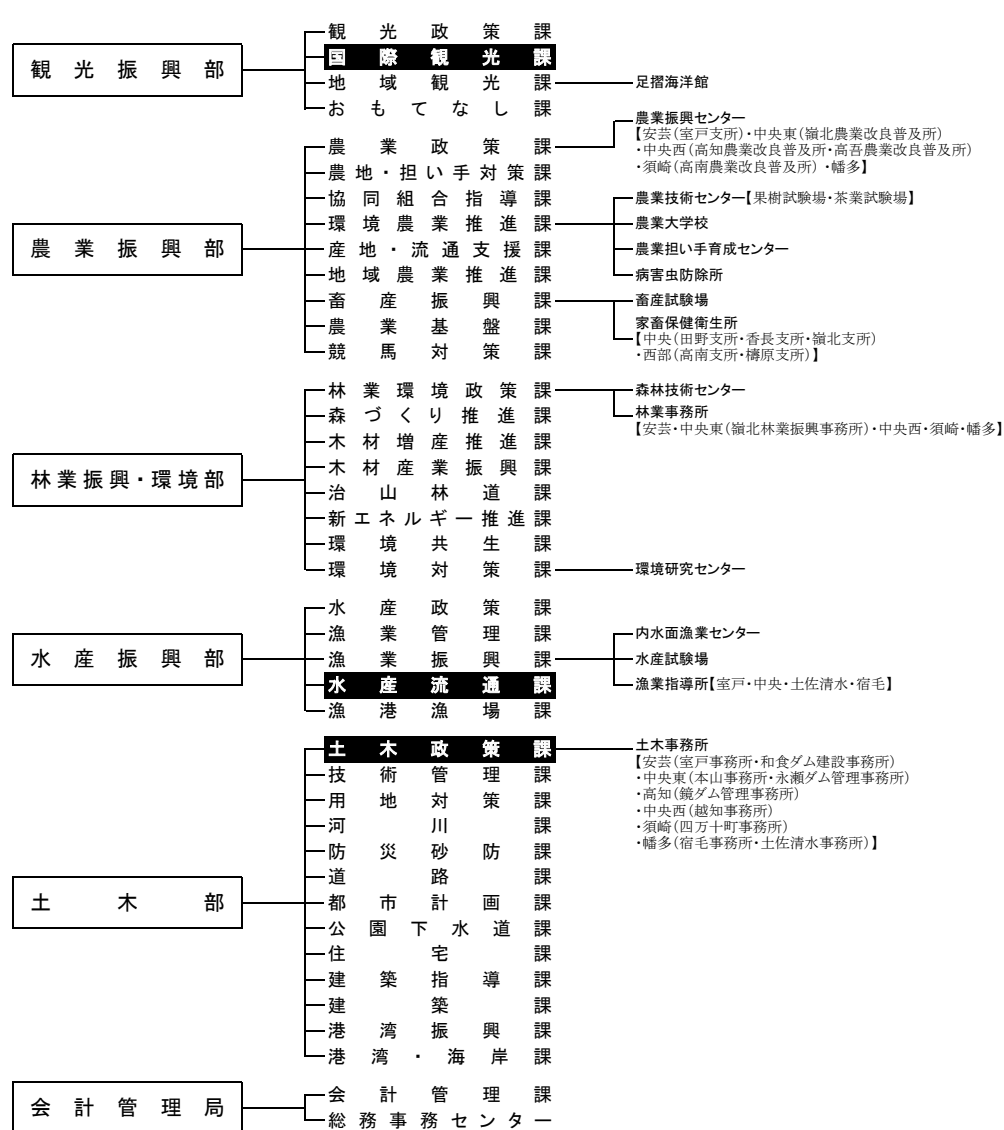 観光振興部
観光政策課
国際観光課
地域観光課
足摺海洋館
おもてなし課
農業振興部
農業政策課
農業振興センター
【安芸(室戸支所)・中央東(嶺北農業改良普及所)
・中央西(高知農業改良普及所・高吾農業改良普及所)
・須崎(高南農業改良普及所)・幡多】
農地・担い手対策課
協同組合指導課
環境農業推進課
農業技術センター【果樹試験場・茶業試験場】
農業大学校
農業担い手育成センター
病害虫防除所
産地・流通支援課
地域農業推進課
畜産振興課
畜産試験場
家畜保健衛生所
【中央(田野支所・香長支所・嶺北支所)
・西部(高南支所・檮原支所)】
農業基盤課
競馬対策課
林業振興・環境部
林業環境政策課
森林技術センター
林業事務所
【安芸・中央東(嶺北林業振興事務所)・中央西・須崎・幡多】
森づくり推進課
木材増産推進課
木材産業振興課
治山林道課
新エネルギー推進課
環境共生課
環境対策課
環境研究センター
水産振興部
水産政策課
漁業管理課
漁業振興課
内水面漁業センター
水産試験場
漁業指導所【室戸・中央・土佐清水・宿毛】
水産流通課
漁港漁場課
土木部
土木政策課
土木事務所
【安芸(室戸事務所・和食ダム建設事務所)
・中央東(本山事務所・永瀬ダム管理事務所)
・高知(鏡ダム管理事務所)
・中央西(越知事務所)
・須崎(四万十町事務所)
・幡多(宿毛事務所・土佐清水事務所)】
技術管理課
用地対策課
河川課
防災砂防課
道路課
都市計画課
公園下水道課
住宅課
建築指導課
建築課
港湾振興課
港湾・海岸課
会計管理局
会計管理課
総務事務センター